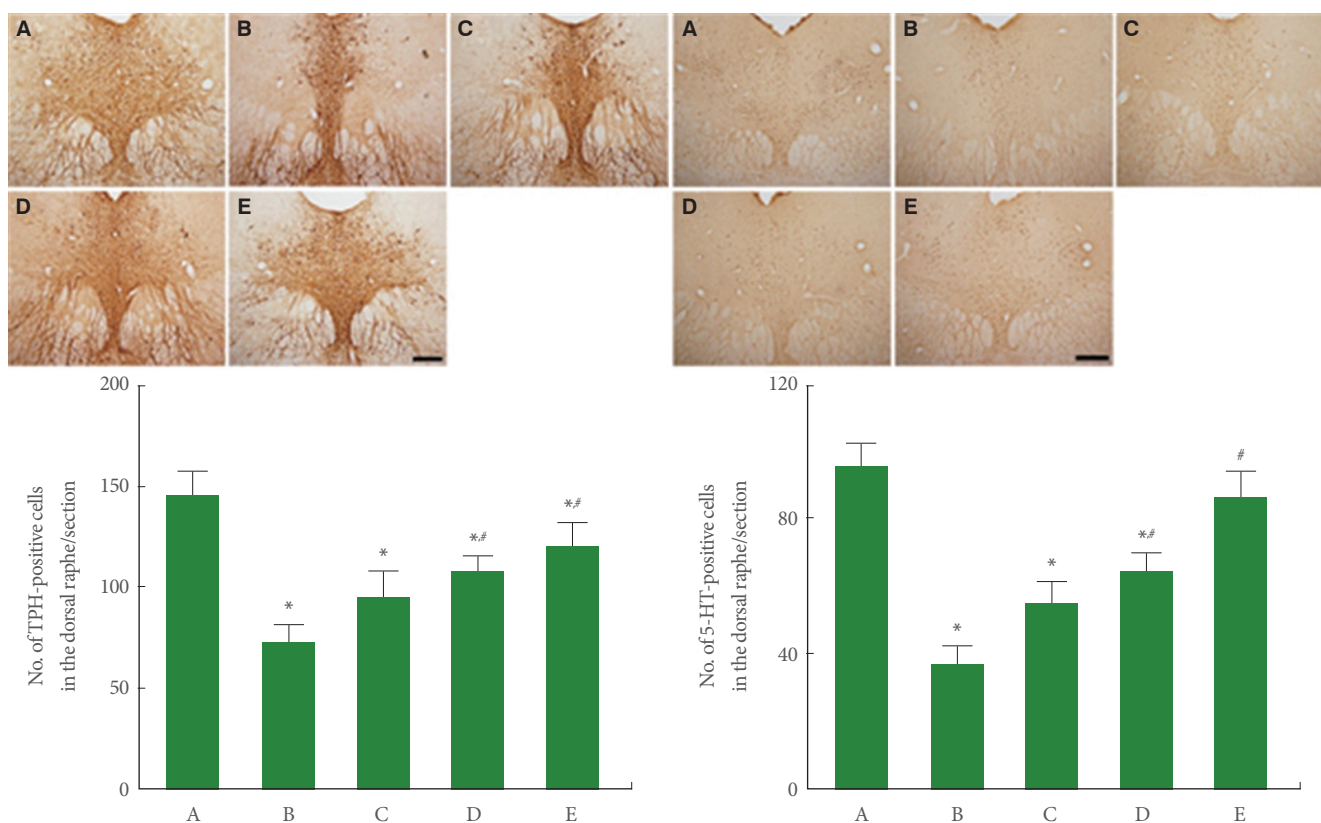 A B C A B C
D E D E
200
150
100
50
0
No. of TPH-positive cells
in the dorsal raphe/section
*
*
*,#
*,#
A B C D E
120
80
40
0
No. of 5-HT-positive cells
in the dorsal raphe/section
*
*
*,#
#
A B C D E